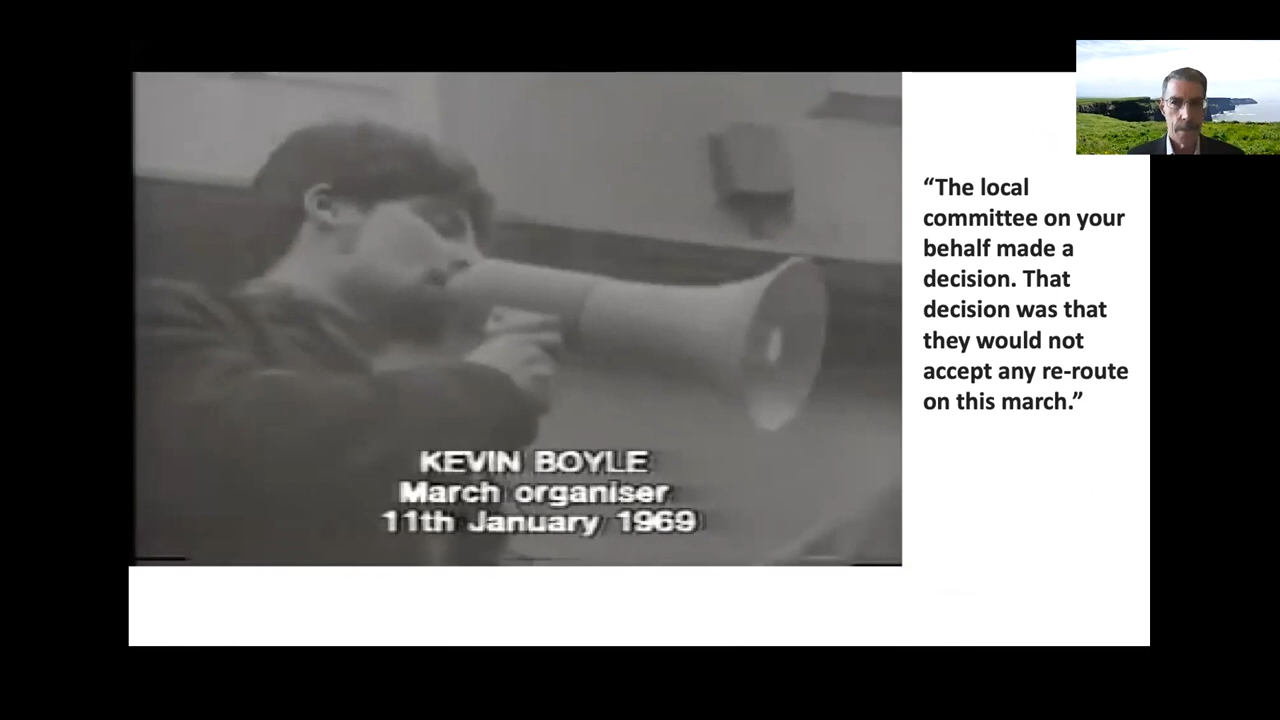 KEVIN BOYLE
March organiser
11th January 1969
“The local
committee on your
behalf made a
decision. That
decision was that
they would not
accept any re-route
on this march.”